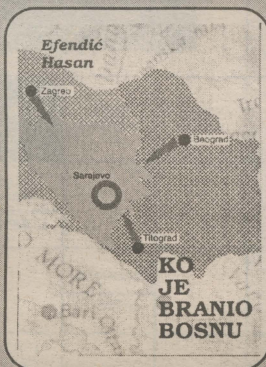 Efendić
Hasan
Zagreb
Beograd
Sarajevo
Titograd
O MORE
Bari
KO
JE
BRANIO
BOSNU